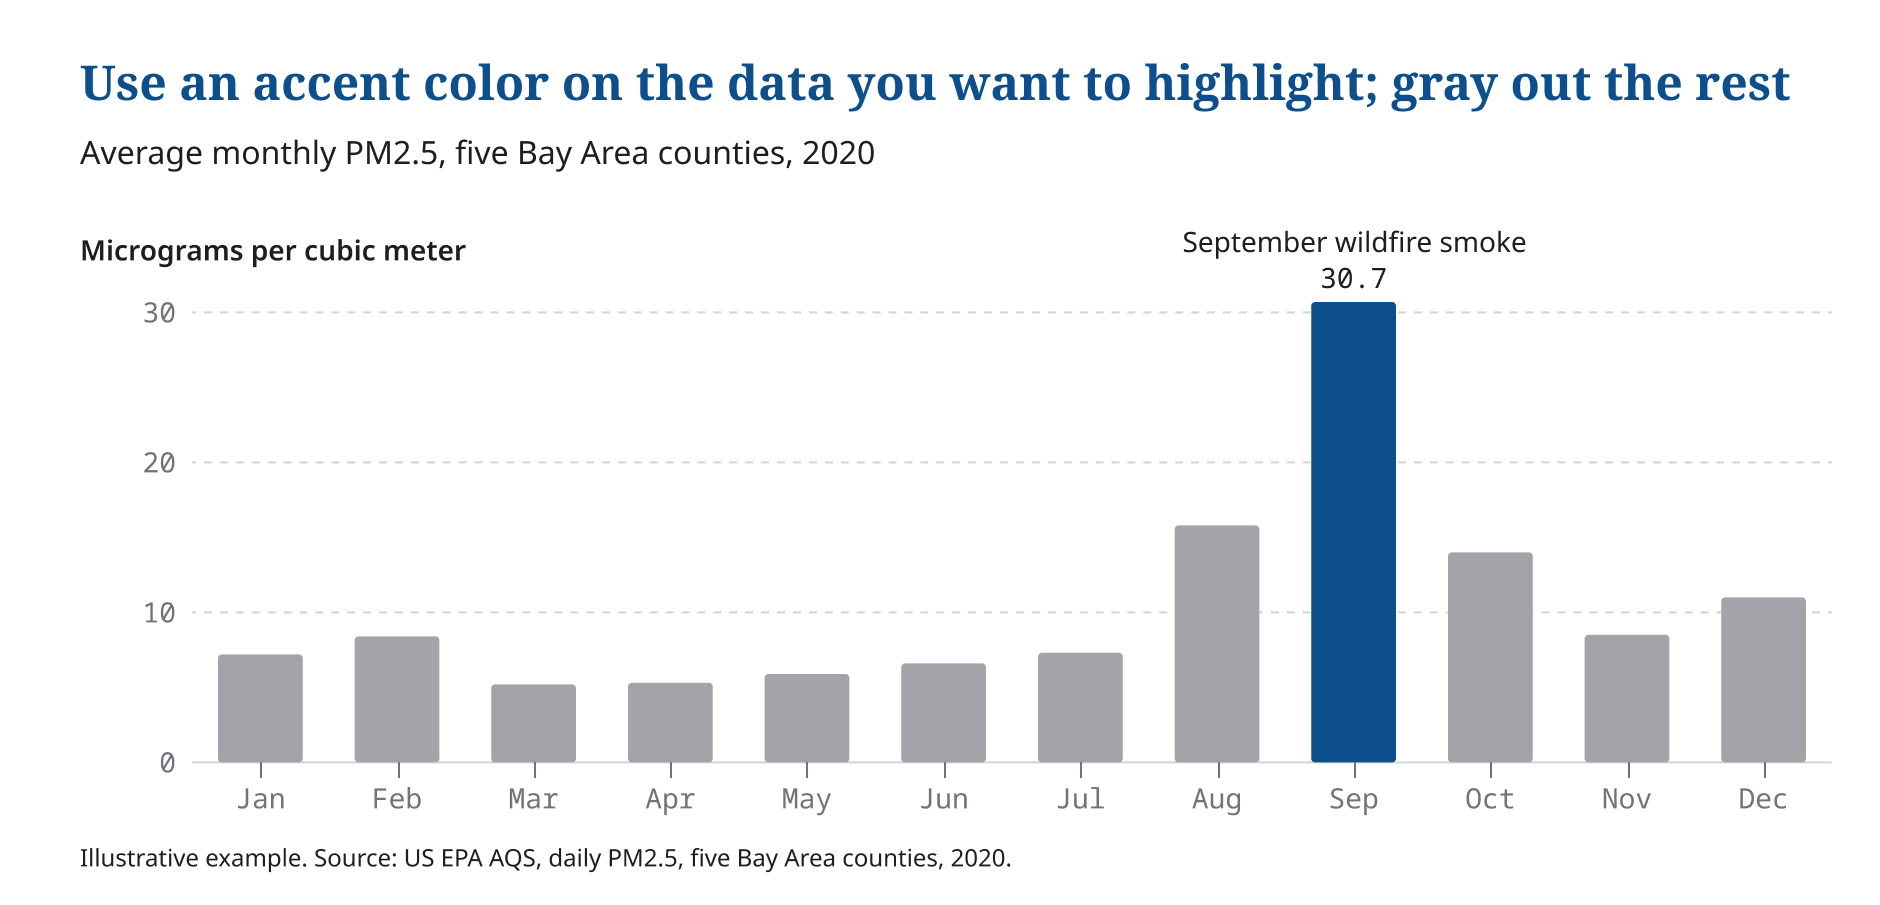 Use an accent color on the data you want to highlight; gray out the rest
Average monthly PM2.5, five Bay Area counties, 2020
Micrograms per cubic meter
September wildfire smoke
30.7
30
20
10
0
Jan Feb Mar Apr May Jun Jul Aug Sep Oct Nov Dec
Illustrative example. Source: US EPA AQS, daily PM2.5, five Bay Area counties, 2020.